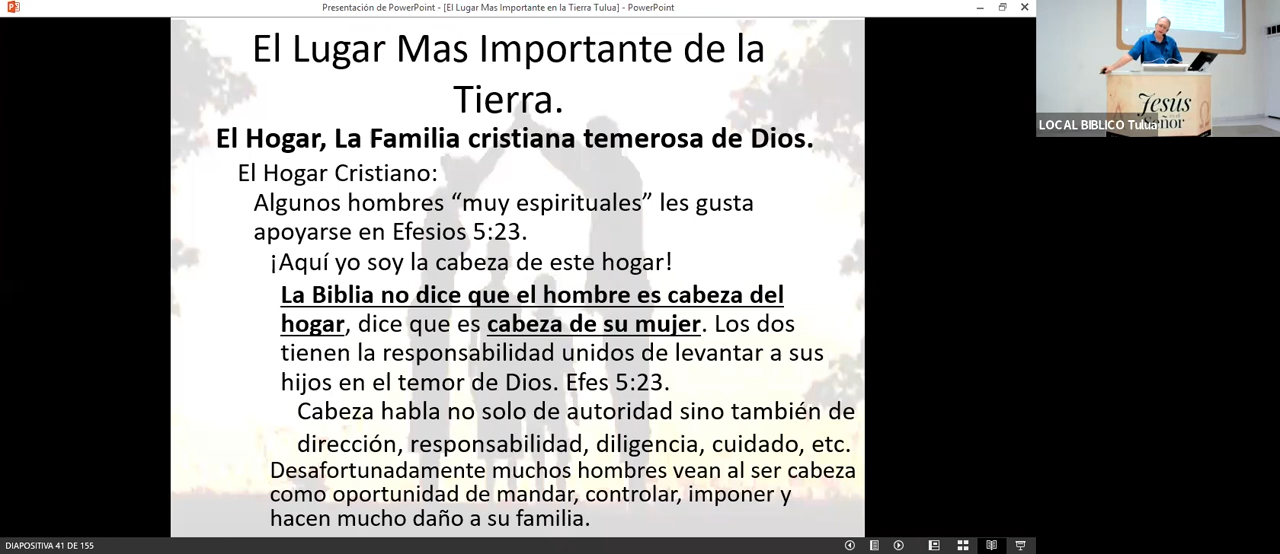 Presentación de PowerPoint - [El Lugar Mas Importante en la Tierra Tulua] - PowerPoint
El Lugar Mas Importante de la
Tierra.
El Hogar, La Familia cristiana temerosa de Dios.
El Hogar Cristiano:
Algunos hombres “muy espirituales” les gusta
apoyarse en Efesios 5:23.
¡Aquí yo soy la cabeza de este hogar!
La Biblia no dice que el hombre es cabeza del
hogar, dice que es cabeza de su mujer. Los dos
tienen la responsabilidad unidos de levantar a sus
hijos en el temor de Dios. Efes 5:23.
Cabeza habla no solo de autoridad sino también de
dirección, responsabilidad, diligencia, cuidado, etc.
Desafortunadamente muchos hombres vean al ser cabeza
como oportunidad de mandar, controlar, imponer y
hacen mucho daño a su familia.
DIAPOSITIVA 41 DE 155
Jesús
LOCAL BIBLICO Tulua